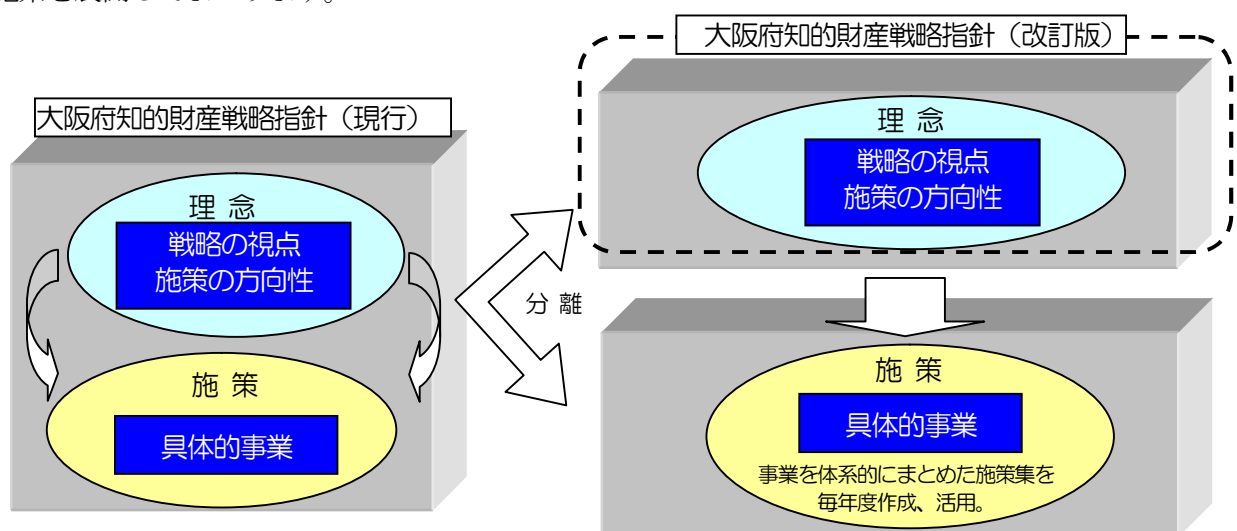 大阪府知的財産戦略指針（現行）
理 念
戦略の視点
施策の方向性
施 策
具体的事業
分 離
大阪府知的財産戦略指針（改訂版）
理 念
戦略の視点
施策の方向性
施 策
具体的事業
事業を体系的にまとめた施策集を
毎年度作成、活用。